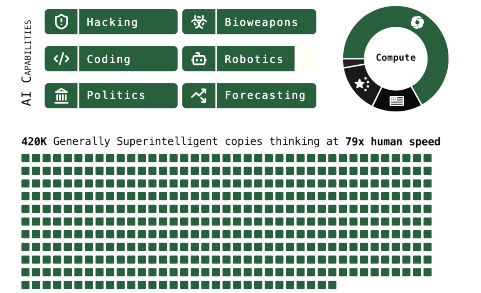 AI Capabilities
Hacking
Bioweapons
Coding
Robotics
Politics
Forecasting
Compute
420K Generally Superintelligent copies thinking at 79x human speed